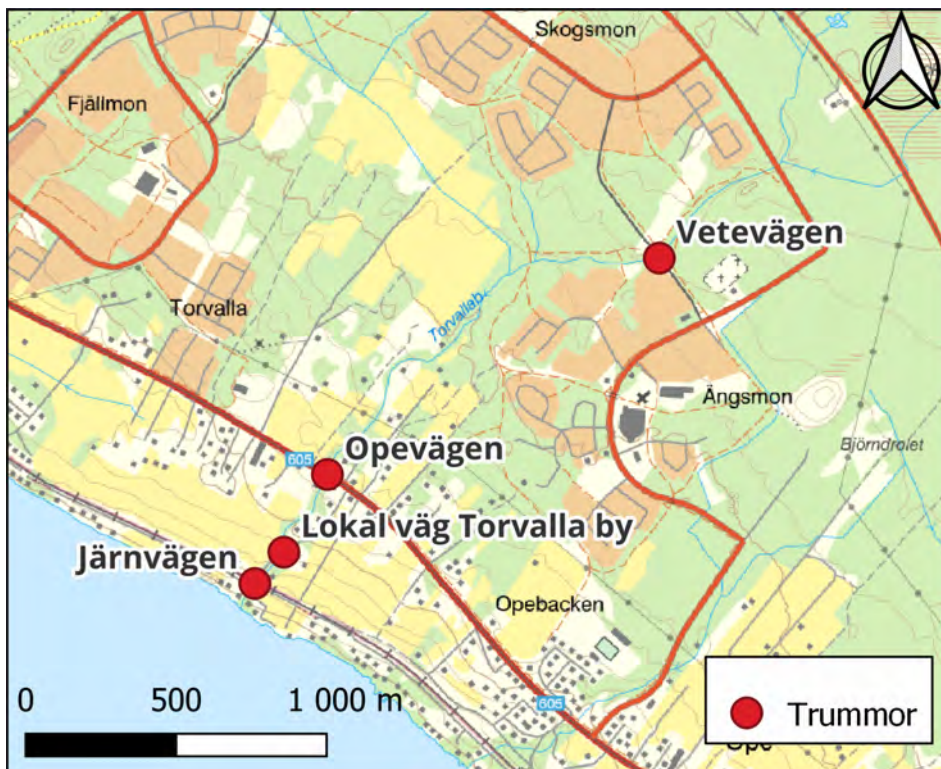 Skogsmon
Fjällmon
Vetevägen
Torvalla
Torvallab.
Ängsmon
Björndrolet
605
Opevägen
Lokal väg Torvalla by
Järnvägen
Opebacken
0 500 1 000 m
605
Trummor
Ope